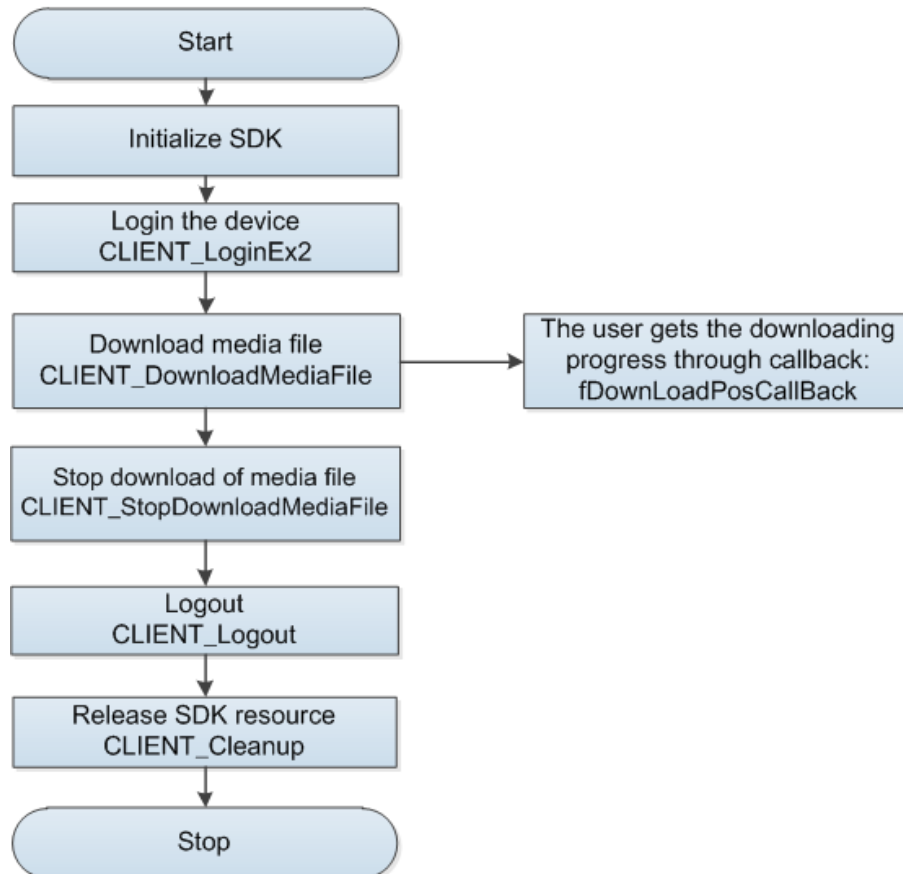 Start
Initialize SDK
Login the device
CLIENT_LoginEx2
Download media file
CLIENT_DownloadMediaFile
The user gets the downloading
progress through callback:
fDownLoadPosCallBack
Stop download of media file
CLIENT_StopDownloadMediaFile
Logout
CLIENT_Logout
Release SDK resource
CLIENT_Cleanup
Stop